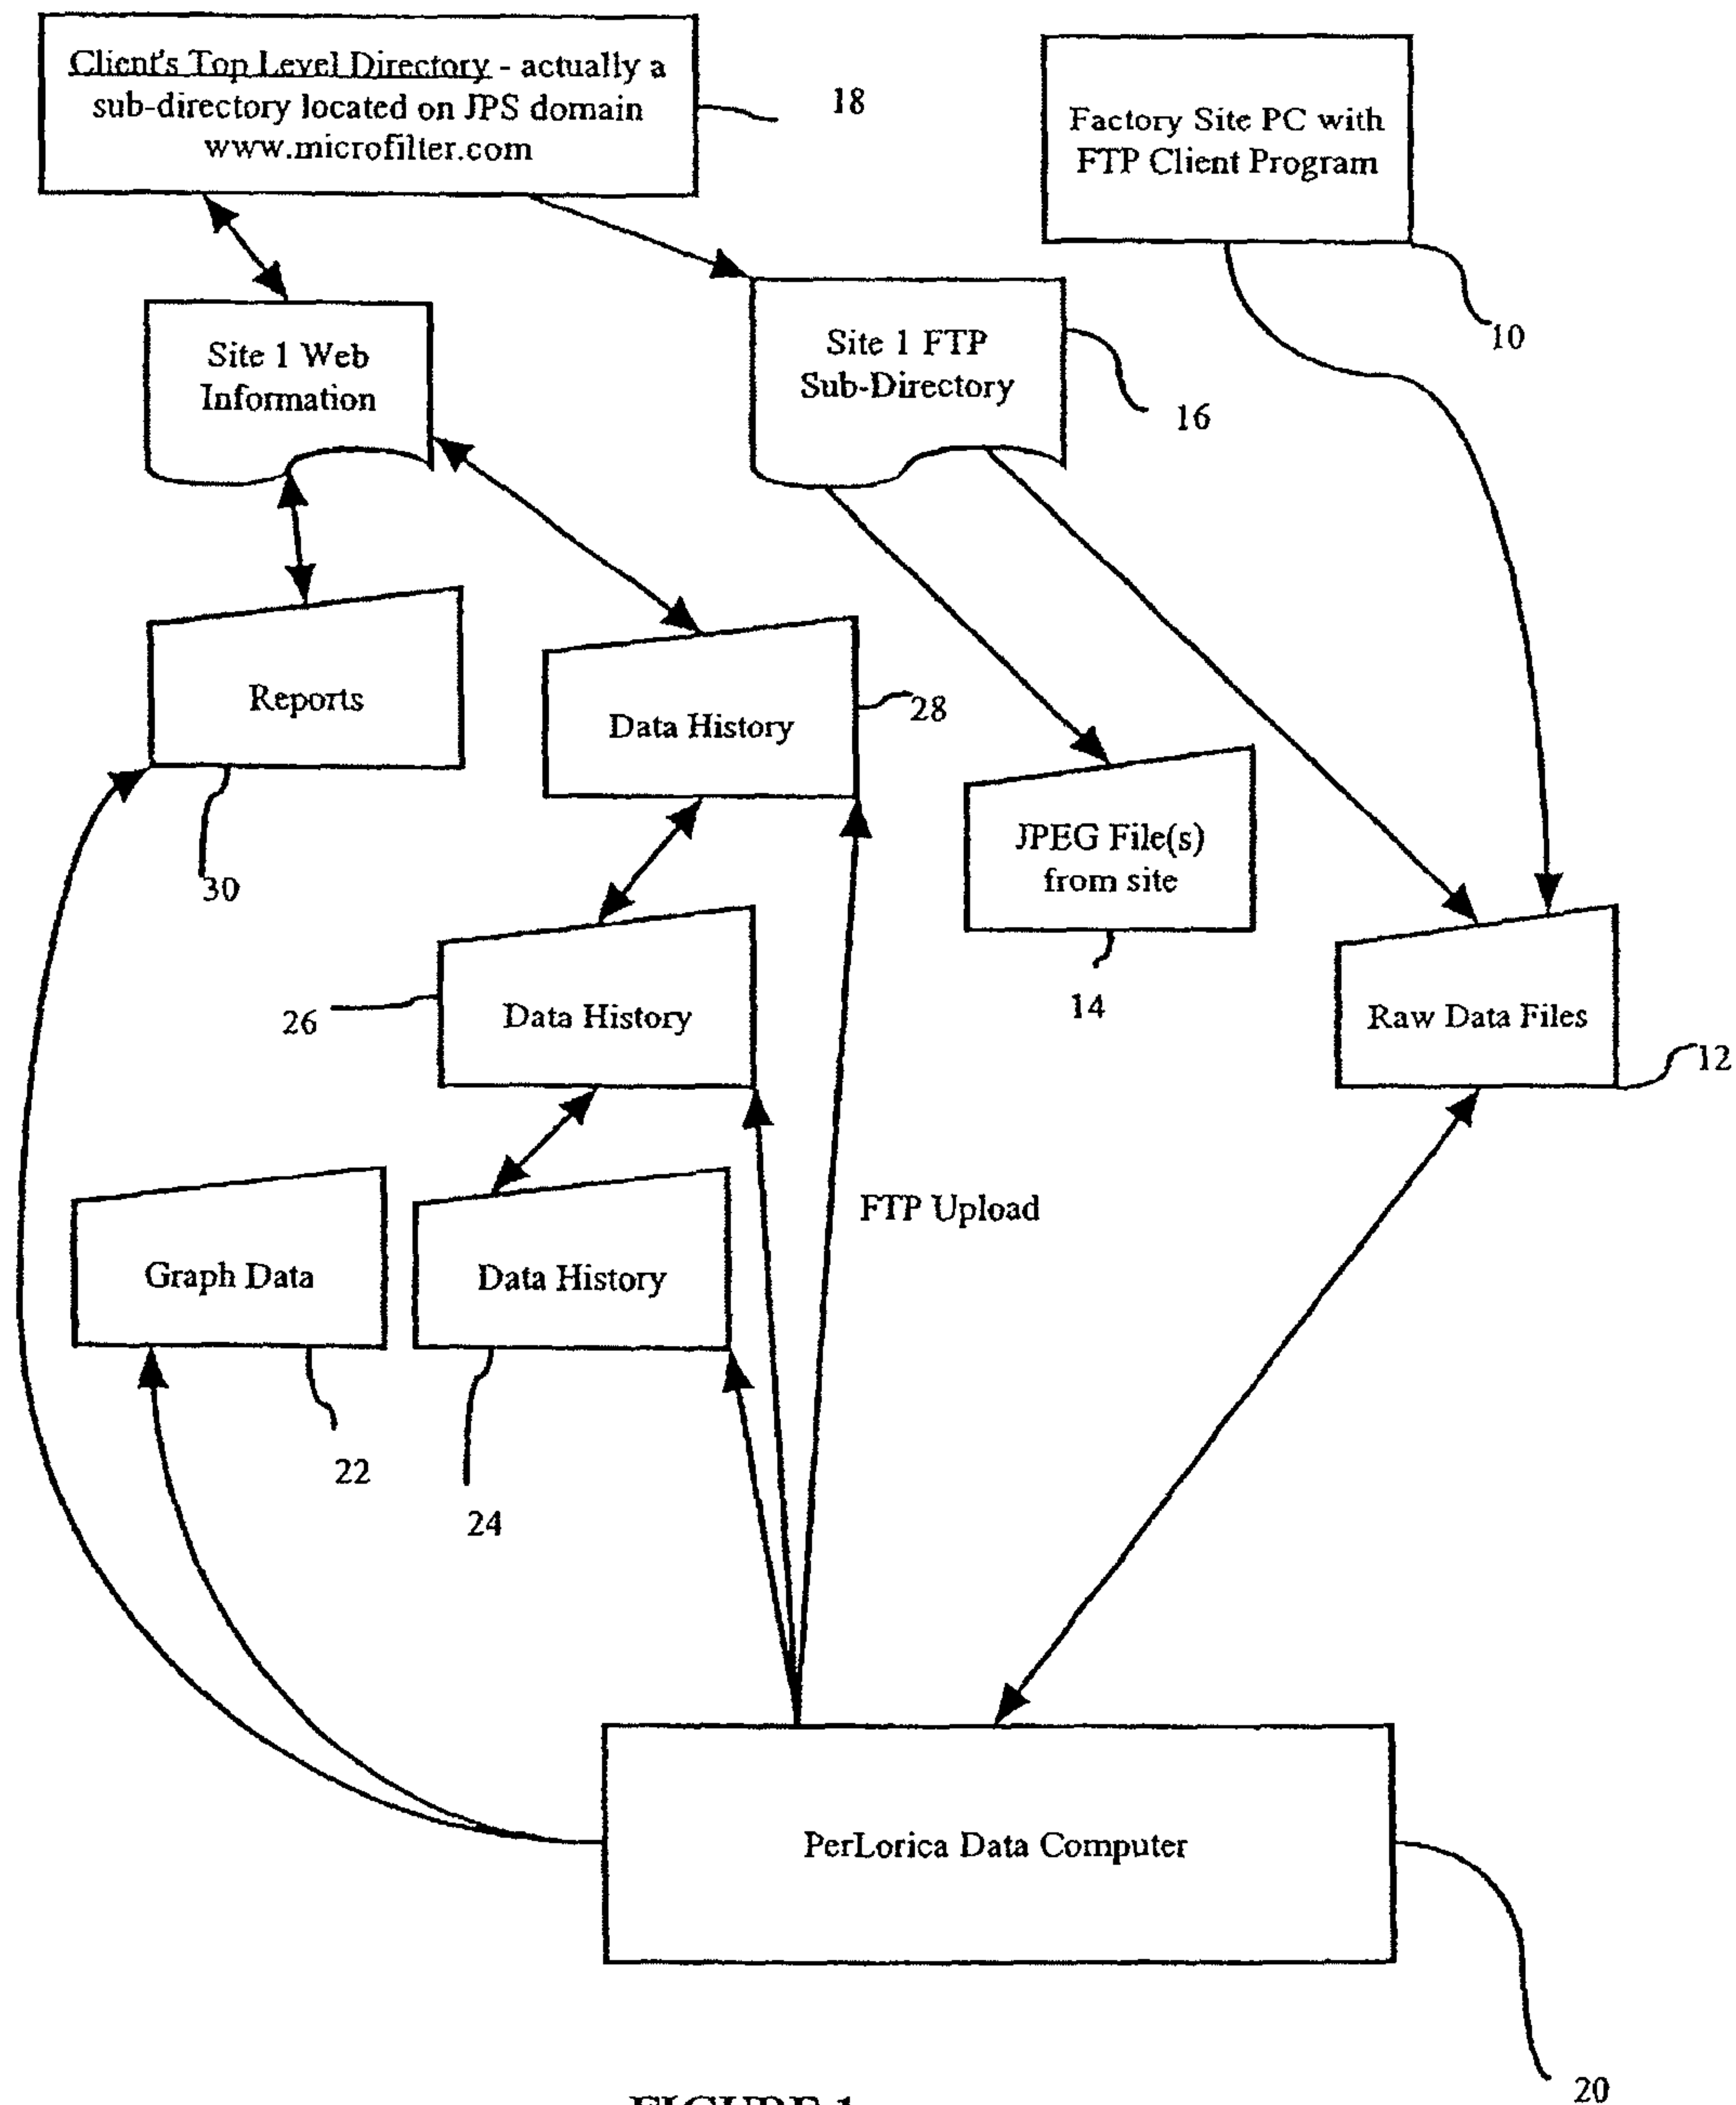 Client's Top Level Directory - actually a
sub-directory located on JPS domain
www.microfilter.com
18
Factory Site PC with
FTP Client Program
10
Site 1 Web
Information
Site 1 FTP
Sub-Directory
16
Reports
30
Data History
28
JPEG File(s)
from site
14
Data History
26
Raw Data Files
12
Graph Data
22
Data History
24
FTP Upload
PerLorica Data Computer
20
FIGURE 1